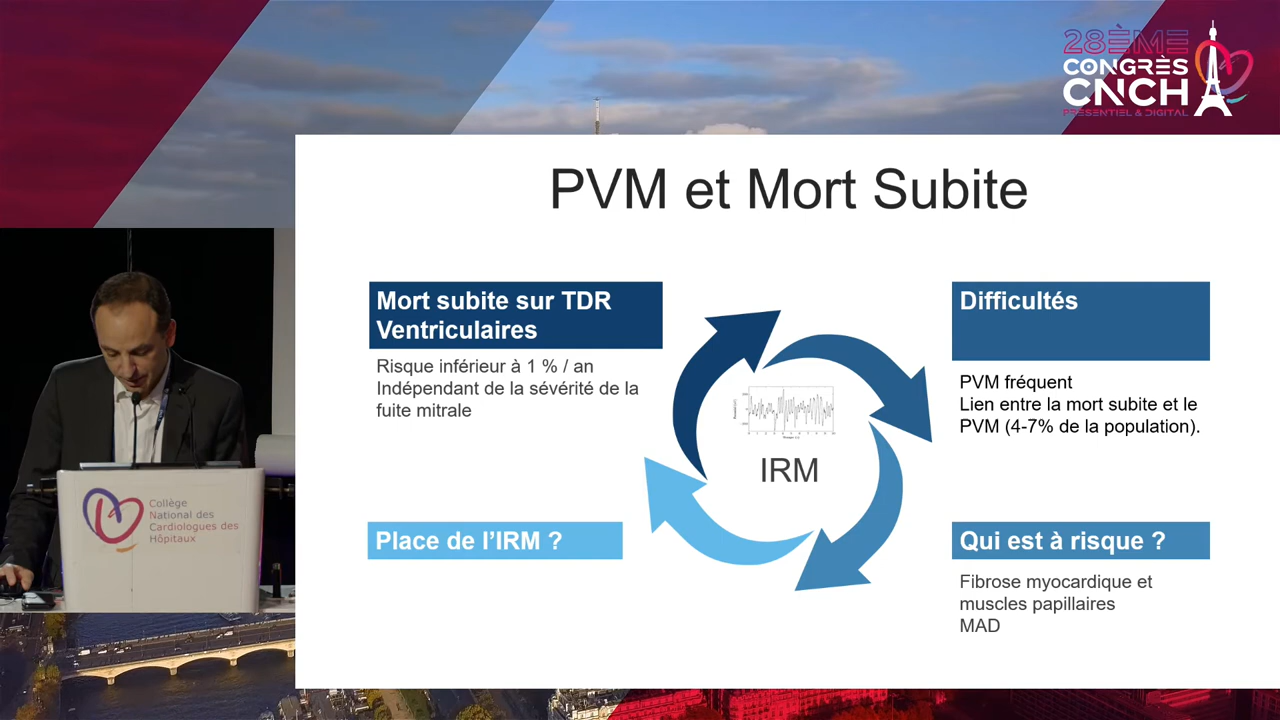 28ÈME
CONGRÈS
CNCH
PRÉSENTIEL & DIGITAL
PVM et Mort Subite
Mort subite sur TDR
Ventriculaires
Risque inférieur à 1 % / an
Indépendant de la sévérité de la
fuite mitrale
Difficultés
PVM fréquent
Lien entre la mort subite et le
PVM (4-7% de la population).
IRM
Place de l'IRM ?
Qui est à risque ?
Fibrose myocardique et
muscles papillaires
MAD
Collège
National des
Cardiologues des
Hôpitaux